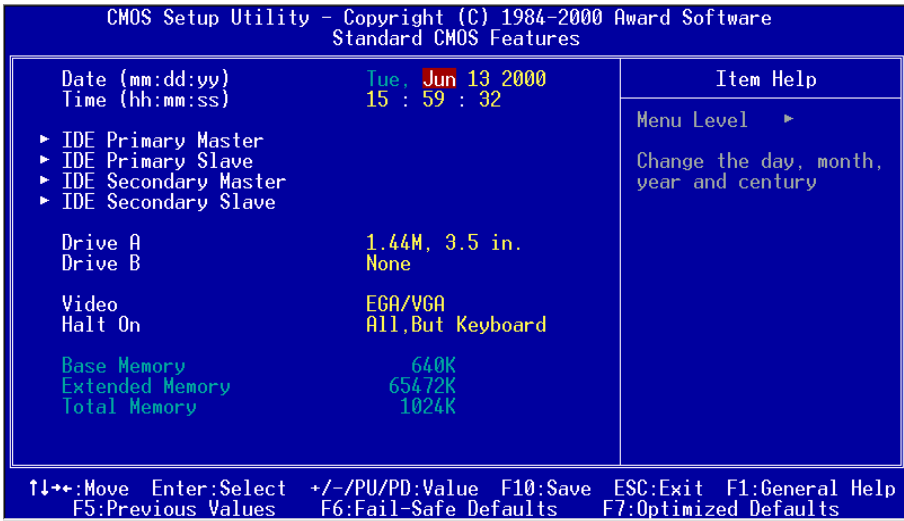 CMOS Setup Utility – Copyright (C) 1984–2000 Award Software
Standard CMOS Features
Date (mm:dd:yy) Tue, Jun 13 2000
Time (hh:mm:ss) 15 : 59 : 32
► IDE Primary Master
► IDE Primary Slave
► IDE Secondary Master
► IDE Secondary Slave
Drive A 1.44M, 3.5 in.
Drive B None
Video EGA/VGA
Halt On All,But Keyboard
Base Memory 640K
Extended Memory 65472K
Total Memory 1024K
Item Help
Menu Level ►
Change the day, month,
year and century
↑↓→←:Move Enter:Select +/-/PU/PD:Value F10:Save ESC:Exit F1:General Help
F5:Previous Values F6:Fail-Safe Defaults F7:Optimized Defaults